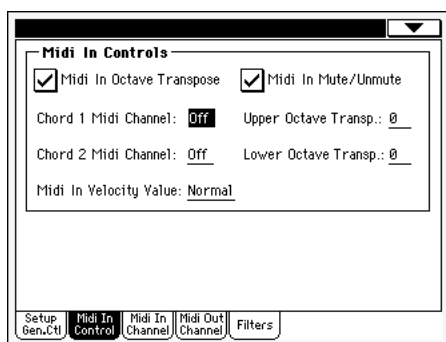 Midi In Controls
Midi In Octave Transpose Midi In Mute/Unmute
Chord 1 Midi Channel: Off Upper Octave Transp.: 0
Chord 2 Midi Channel: Off Lower Octave Transp.: 0
Midi In Velocity Value: Normal
Setup Midi In Midi In Midi Out Filters
Gen.Ctl Control Channel Channel